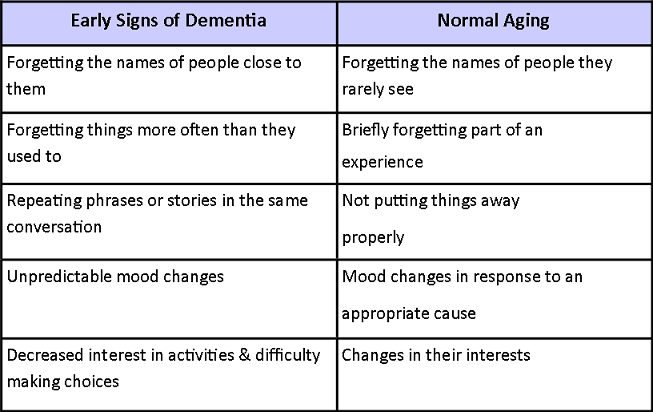 Early Signs of Dementia
Normal Aging
Forgetting the names of people close to
them
Forgetting the names of people they
rarely see
Forgetting things more often than they
used to
Briefly forgetting part of an
experience
Repeating phrases or stories in the same
conversation
Not putting things away
properly
Unpredictable mood changes
Mood changes in response to an
appropriate cause
Decreased interest in activities & difficulty
making choices
Changes in their interests